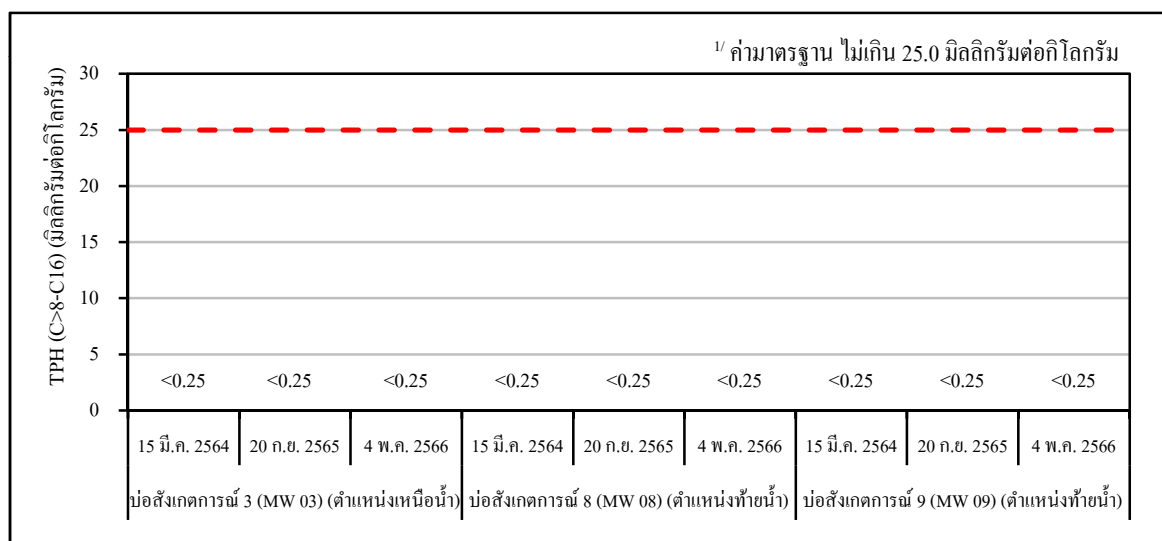 1/ ค่ามาตรฐาน ไม่เกิน 25.0 มิลลิกรัมต่อกิโลกรัม
TPH (C>8-C16) (มิลลิกรัมต่อกิโลกรัม)
30
25
20
15
10
5
0
<0.25 <0.25 <0.25 <0.25 <0.25 <0.25 <0.25 <0.25 <0.25
15 มี.ค. 2564 20 ก.ย. 2565 4 พ.ค. 2566 15 มี.ค. 2564 20 ก.ย. 2565 4 พ.ค. 2566 15 มี.ค. 2564 20 ก.ย. 2565 4 พ.ค. 2566
บ่อสังเกตการณ์ 3 (MW 03) (ตำแหน่งเหนือน้ำ) บ่อสังเกตการณ์ 8 (MW 08) (ตำแหน่งท้ายน้ำ) บ่อสังเกตการณ์ 9 (MW 09) (ตำแหน่งท้ายน้ำ)